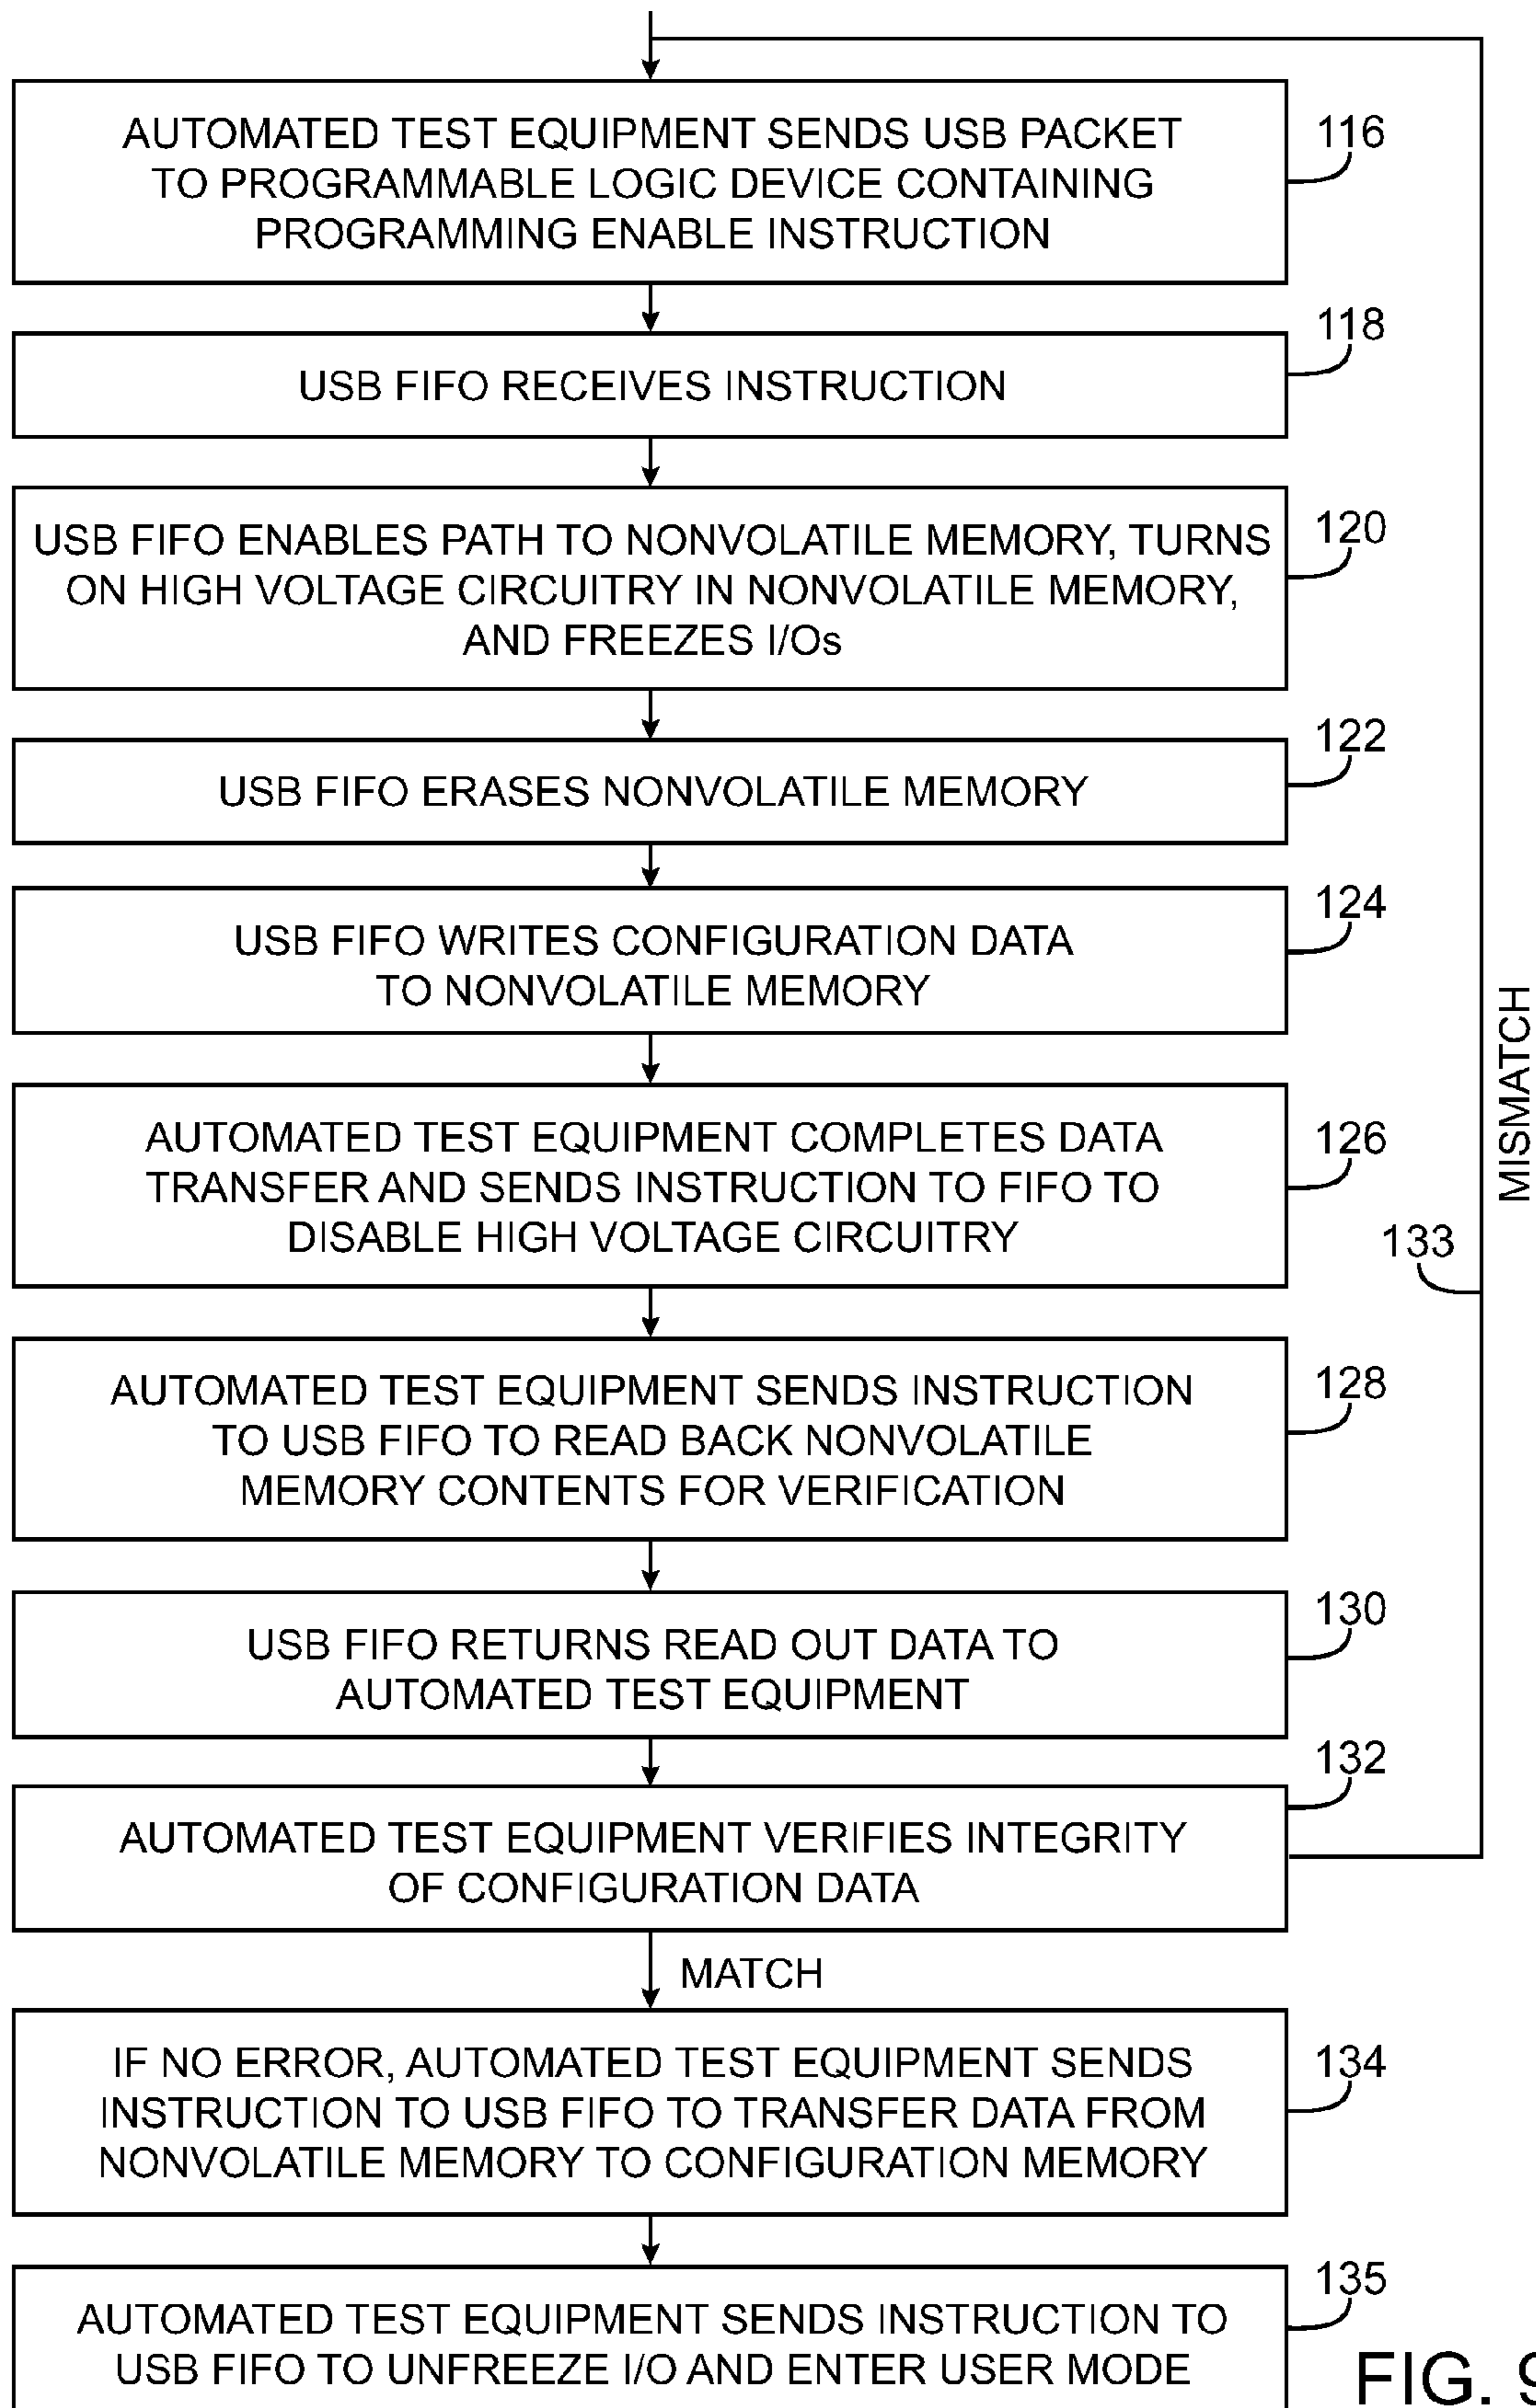 AUTOMATED TEST EQUIPMENT SENDS USB PACKET
TO PROGRAMMABLE LOGIC DEVICE CONTAINING
PROGRAMMING ENABLE INSTRUCTION
116
USB FIFO RECEIVES INSTRUCTION
118
USB FIFO ENABLES PATH TO NONVOLATILE MEMORY, TURNS
ON HIGH VOLTAGE CIRCUITRY IN NONVOLATILE MEMORY,
AND FREEZES I/Os
120
USB FIFO ERASES NONVOLATILE MEMORY
122
USB FIFO WRITES CONFIGURATION DATA
TO NONVOLATILE MEMORY
124
AUTOMATED TEST EQUIPMENT COMPLETES DATA
TRANSFER AND SENDS INSTRUCTION TO FIFO TO
DISABLE HIGH VOLTAGE CIRCUITRY
126
MISMATCH
133
AUTOMATED TEST EQUIPMENT SENDS INSTRUCTION
TO USB FIFO TO READ BACK NONVOLATILE
MEMORY CONTENTS FOR VERIFICATION
128
USB FIFO RETURNS READ OUT DATA TO
AUTOMATED TEST EQUIPMENT
130
AUTOMATED TEST EQUIPMENT VERIFIES INTEGRITY
OF CONFIGURATION DATA
132
MATCH
IF NO ERROR, AUTOMATED TEST EQUIPMENT SENDS
INSTRUCTION TO USB FIFO TO TRANSFER DATA FROM
NONVOLATILE MEMORY TO CONFIGURATION MEMORY
134
AUTOMATED TEST EQUIPMENT SENDS INSTRUCTION TO
USB FIFO TO UNFREEZE I/O AND ENTER USER MODE
135
FIG. 9